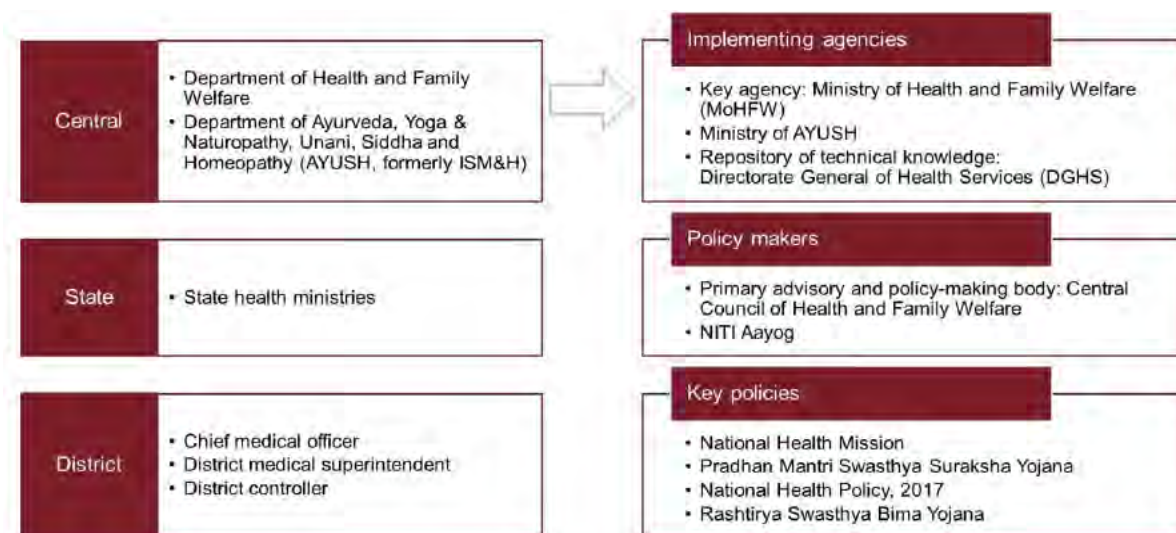 Central
• Department of Health and Family
Welfare
• Department of Ayurveda, Yoga &
Naturopathy, Unani, Siddha and
Homeopathy (AYUSH, formerly ISM&H)
Implementing agencies
• Key agency: Ministry of Health and Family Welfare
(MoHFW)
• Ministry of AYUSH
• Repository of technical knowledge:
Directorate General of Health Services (DGHS)
State
• State health ministries
Policy makers
• Primary advisory and policy-making body: Central
Council of Health and Family Welfare
• NITI Aayog
District
• Chief medical officer
• District medical superintendent
• District controller
Key policies
• National Health Mission
• Pradhan Mantri Swasthya Suraksha Yojana
• National Health Policy, 2017
• Rashtirya Swasthya Bima Yojana